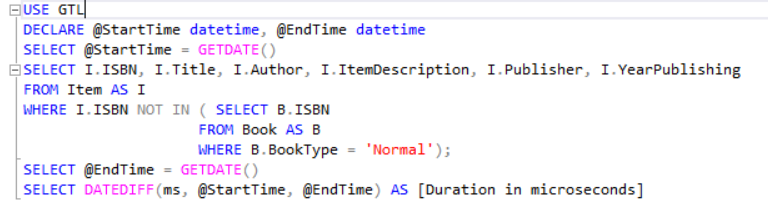 USE GTL
DECLARE @StartTime datetime, @EndTime datetime
SELECT @StartTime = GETDATE()
SELECT I.ISBN, I.Title, I.Author, I.ItemDescription, I.Publisher, I.YearPublishing
FROM Item AS I
WHERE I.ISBN NOT IN ( SELECT B.ISBN
FROM Book AS B
WHERE B.BookType = 'Normal');
SELECT @EndTime = GETDATE()
SELECT DATEDIFF(ms, @StartTime, @EndTime) AS [Duration in microseconds]